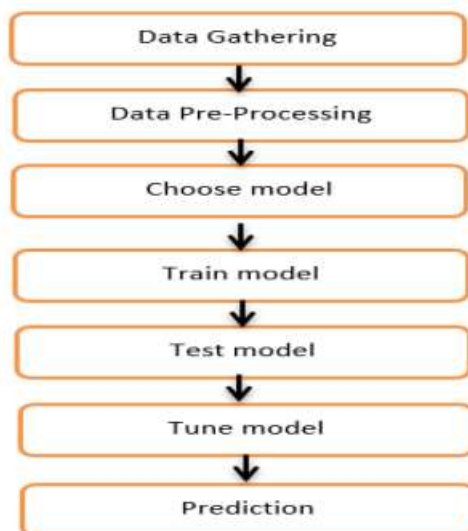 Data Gathering
Data Pre-Processing
Choose model
Train model
Test model
Tune model
Prediction